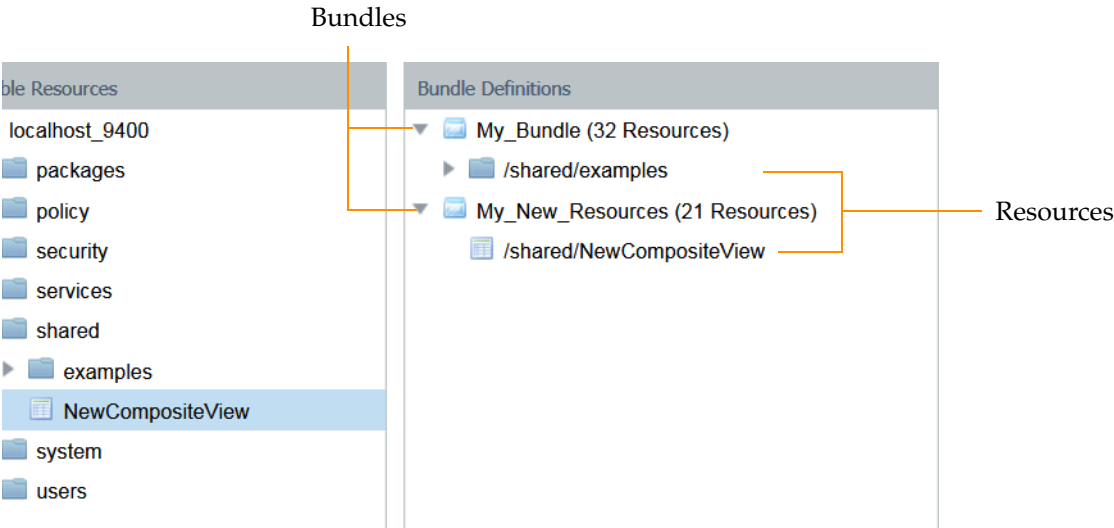 Bundles
ble Resources
localhost_9400
packages
policy
security
services
shared
examples
NewCompositeView
system
users
Bundle Definitions
My_Bundle (32 Resources)
/shared/examples
My_New_Resources (21 Resources)
/shared/NewCompositeView
Resources